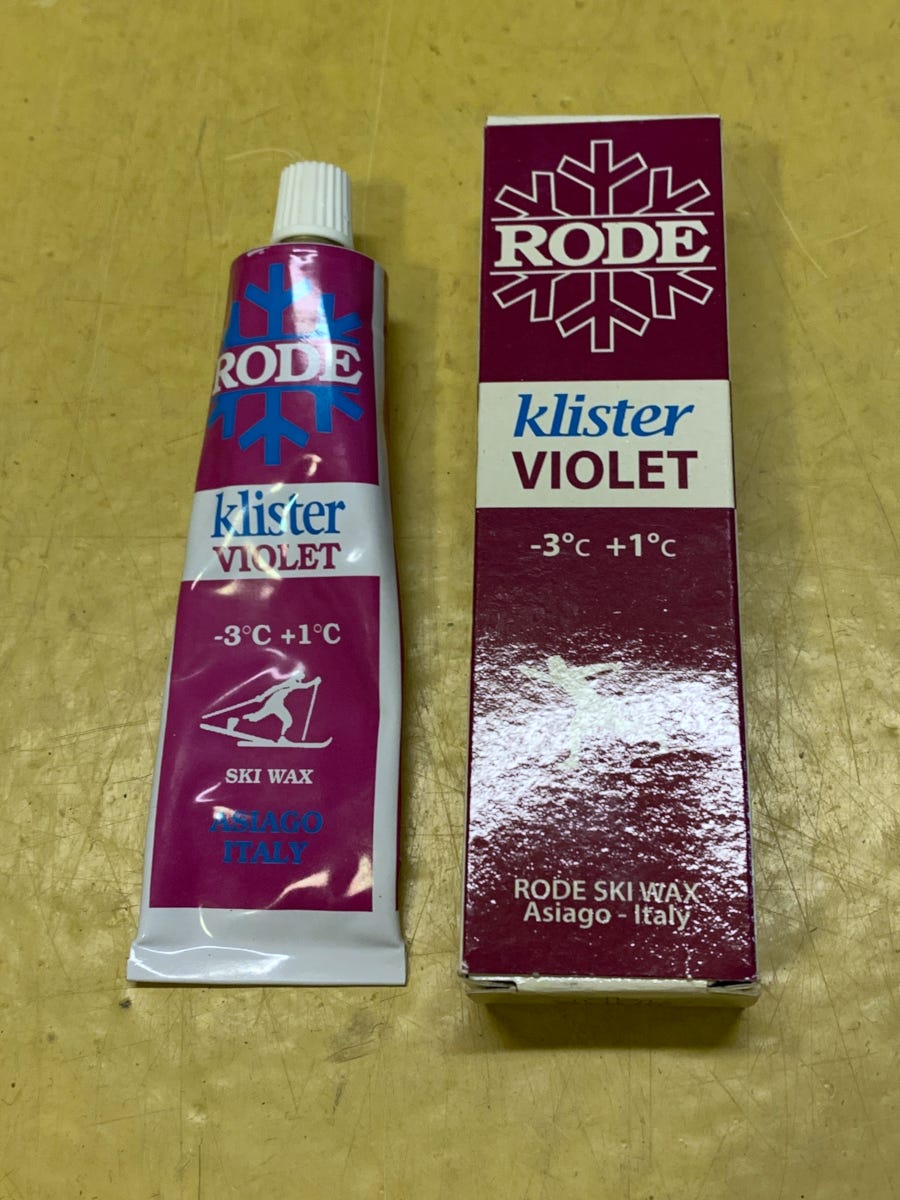 RODE
klister
VIOLET
-3°C +1°C
SKI WAX
ASIAGO
ITALY
RODE
klister
VIOLET
-3°C +1°C
RODE SKI WAX
Asiago - Italy